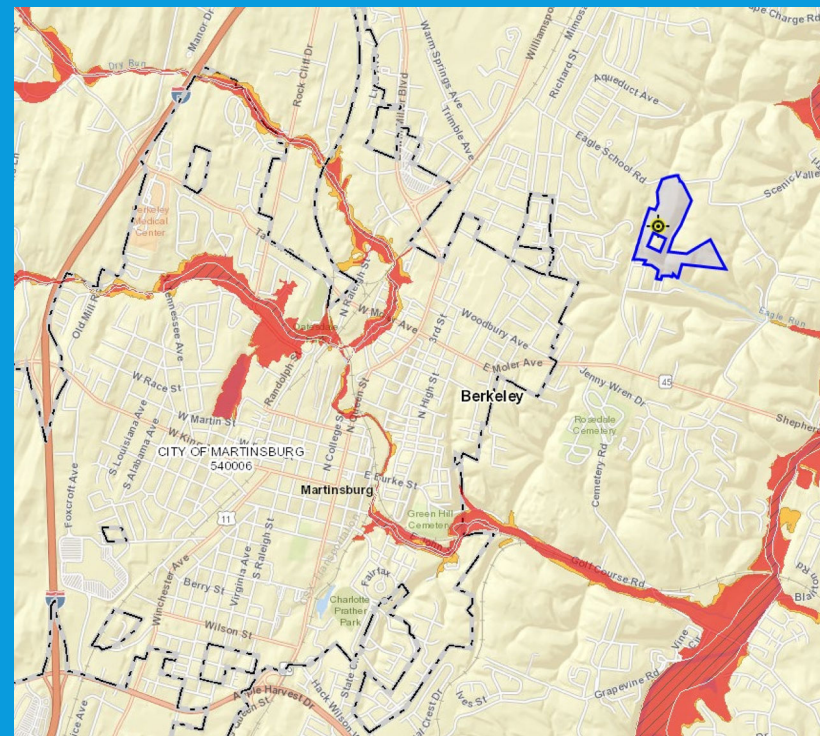 Manor Dr
Dry Run
Rock Cliff Dr
Warm Springs Ave
Trimble Ave
Richard St
Aqueduct Ave
Eagle School Rd
Berkeley
Medical
Center
N Raleigh St
Old Mill Rd
Tennessee Ave
3rd St
Woodbury Ave
Eagle Run
Randolph St
E Moler Ave
Jenny Wren Dr
45
W Race St
N High St
Berkeley
N Queen St
Rosedale
Cemetery
S Louisiana Ave
S Alabama Ave
W Martin St
N College St
CITY OF MARTINSBURG
540006
Cemetery Rd
Foxcroft Ave
Martinsburg
E Burke St
11
S Raleigh St
Green Hill
Cemetery
Winchester Ave
Virginia Ave
Berry St
Fairfax
Golf Course Rd
Charlotte
Prather
Park
Wilson St
Vine Cir
Grapevine Rd
Apple Harvest Dr
Queen St
Ives St